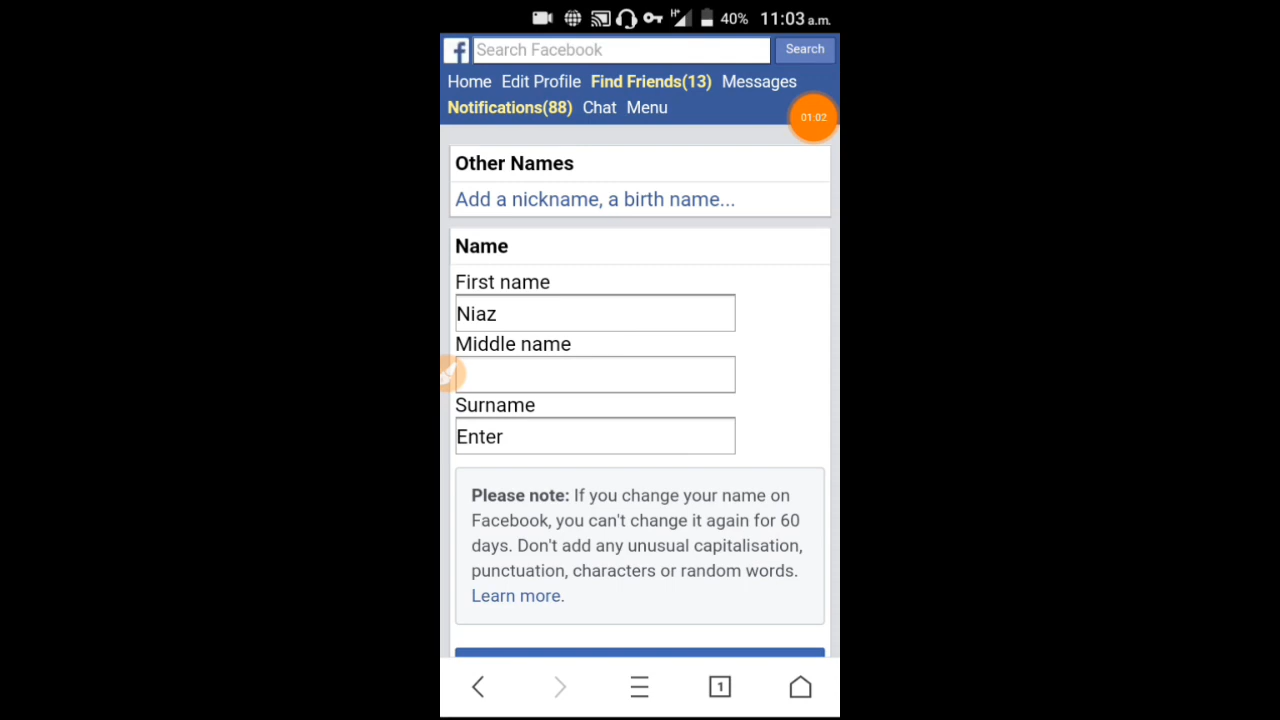 40% 11:03 a.m.
f Search Facebook Search
Home Edit Profile Find Friends(13) Messages
Notifications(88) Chat Menu
01:02
Other Names
Add a nickname, a birth name...
Name
First name
Niaz
Middle name
Surname
Enter
Please note: If you change your name on
Facebook, you can't change it again for 60
days. Don't add any unusual capitalisation,
punctuation, characters or random words.
Learn more.
1